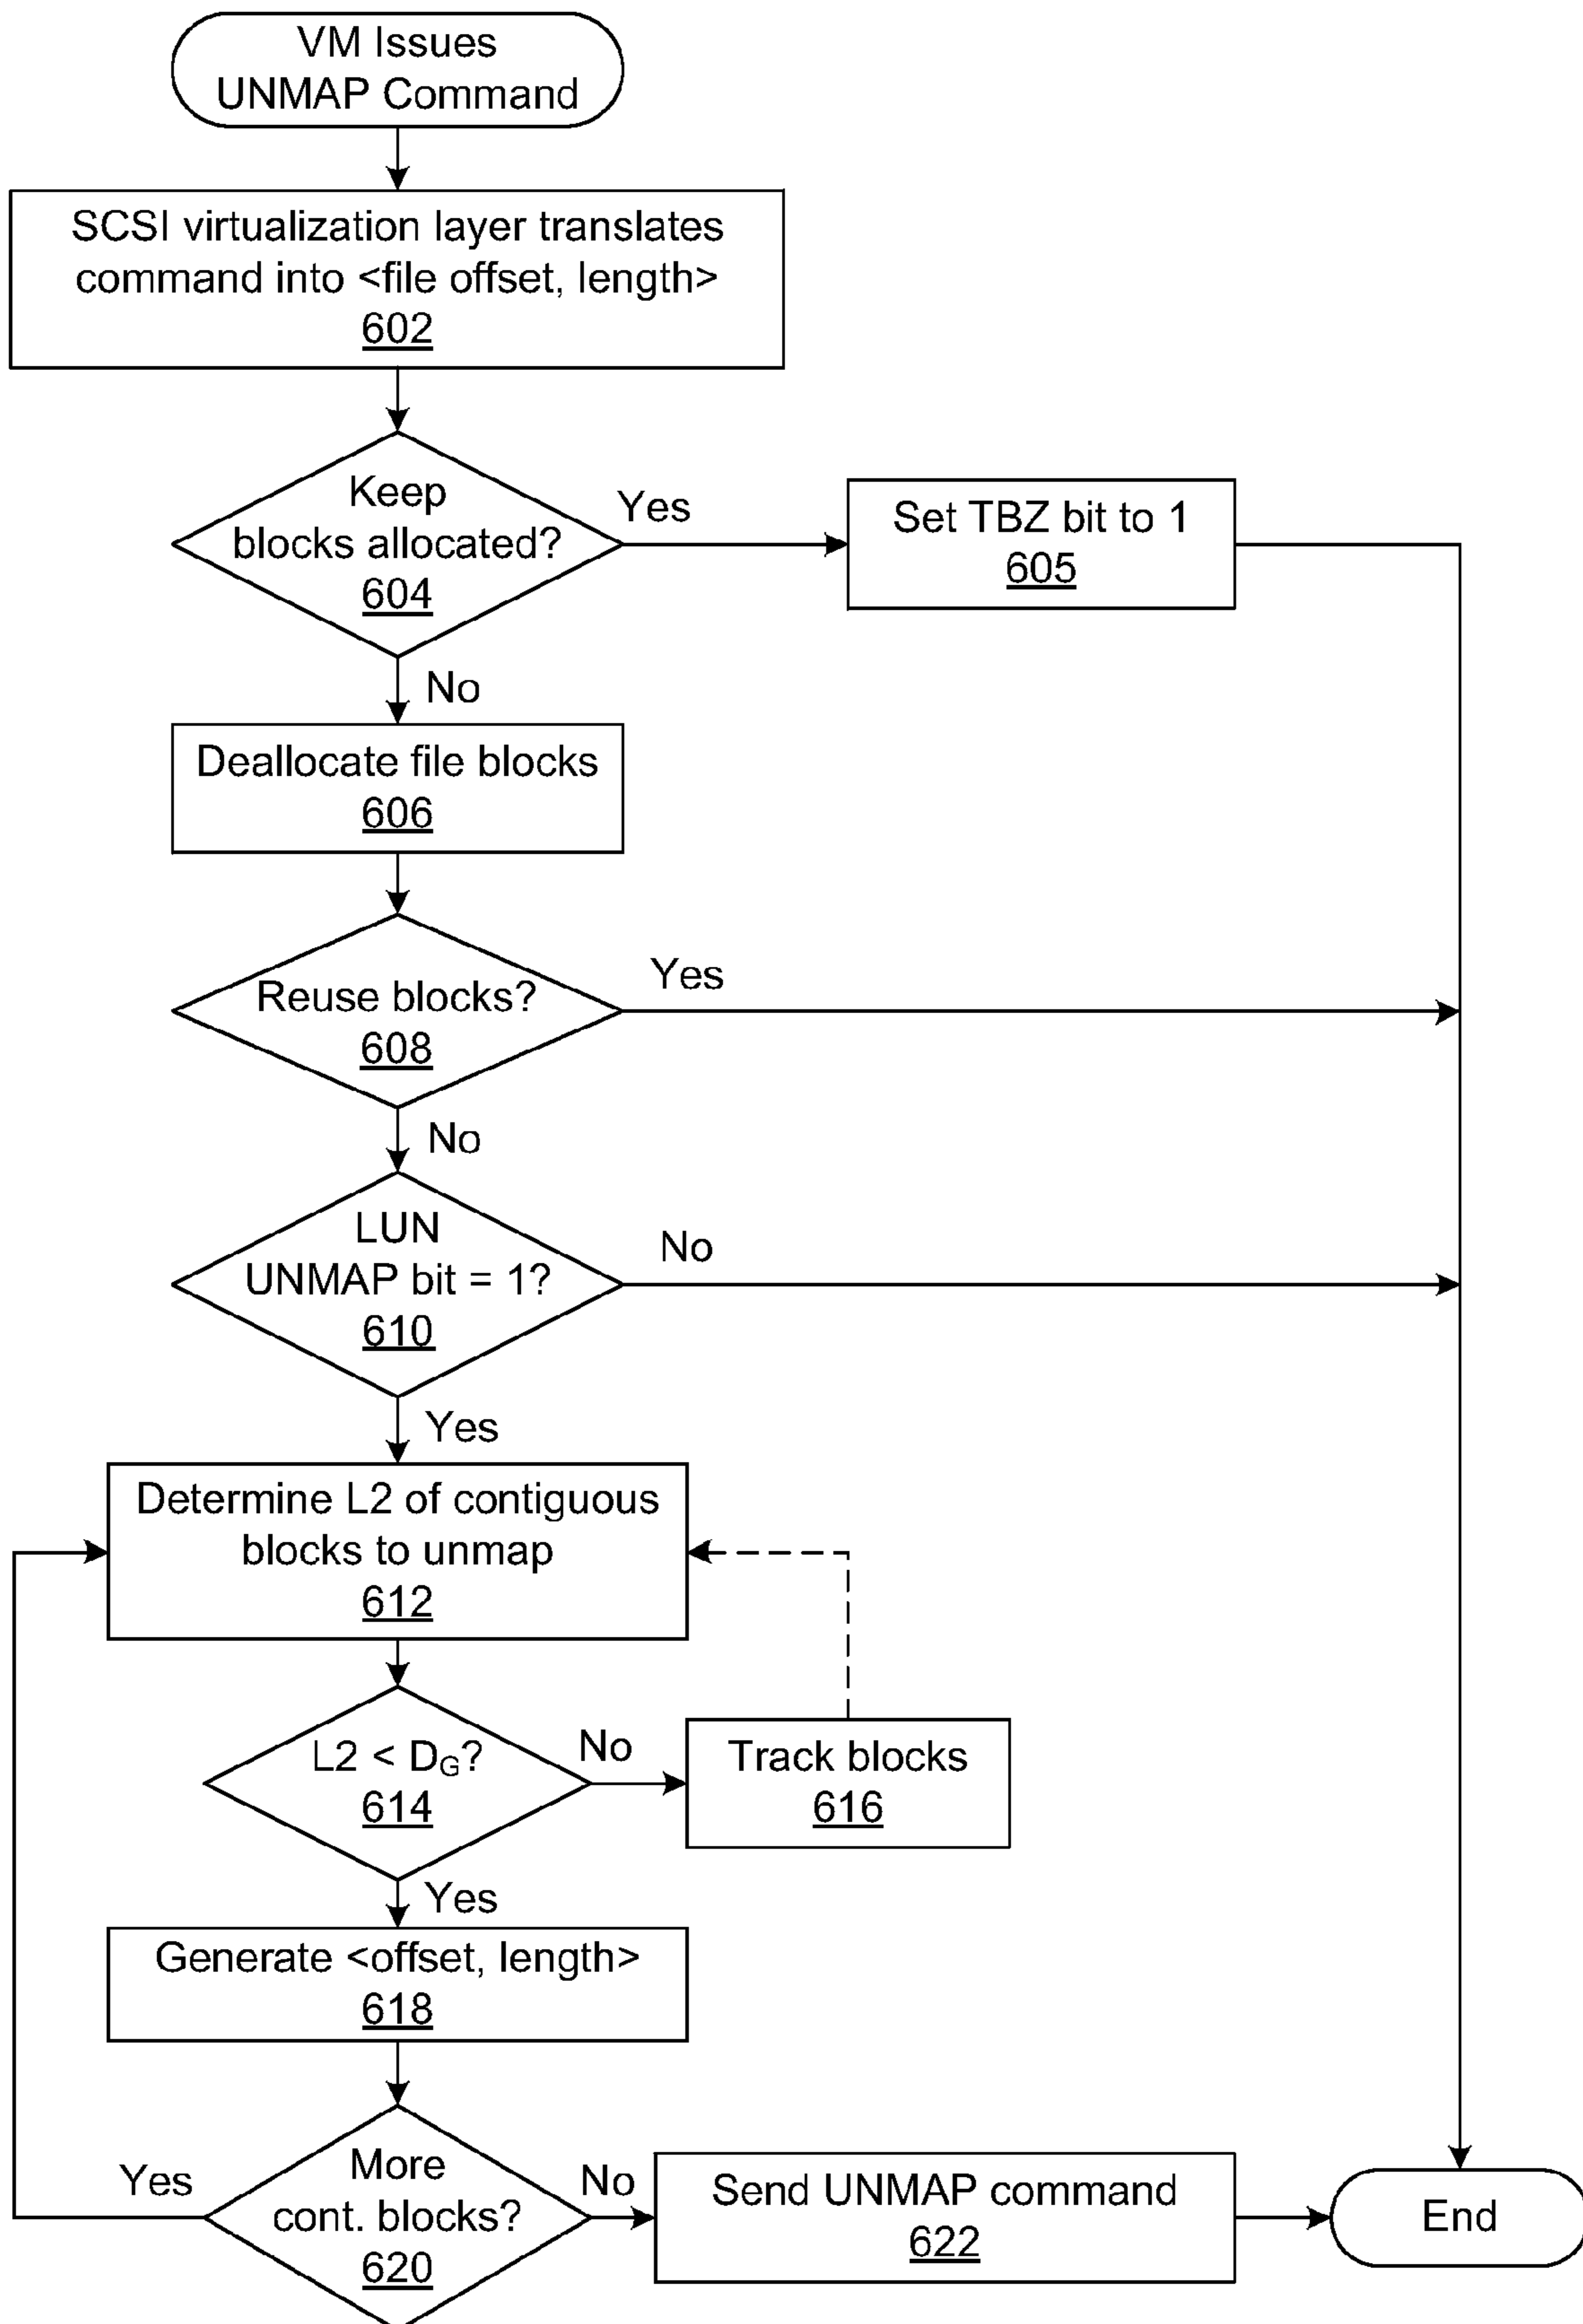 VM Issues
UNMAP Command
SCSI virtualization layer translates
command into <file offset, length>
602
Keep
blocks allocated?
604
Yes
Set TBZ bit to 1
605
No
Deallocate file blocks
606
Reuse blocks?
608
Yes
No
LUN
UNMAP bit = 1?
610
No
Yes
Determine L2 of contiguous
blocks to unmap
612
L2 < DG?
614
No
Track blocks
616
Yes
Generate <offset, length>
618
More
cont. blocks?
620
Yes
No
Send UNMAP command
622
End